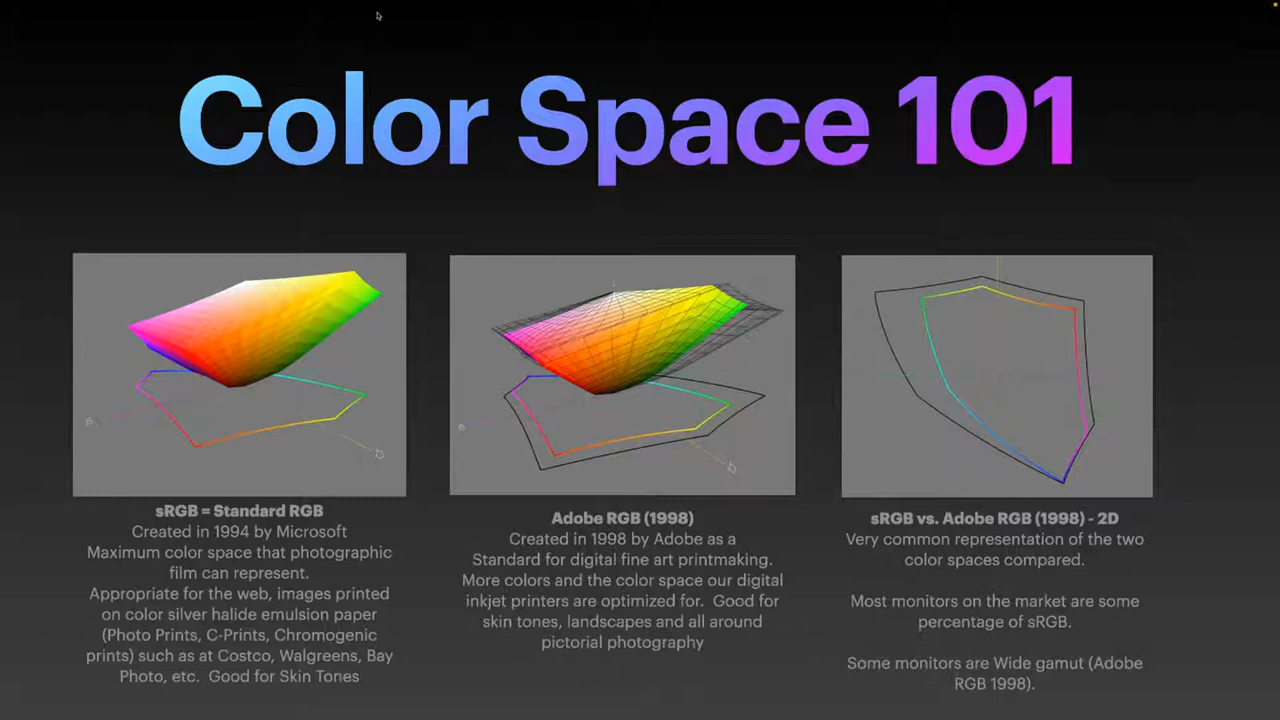 Color Space 101
sRGB = Standard RGB
Created in 1994 by Microsoft
Maximum color space that photographic
film can represent.
Appropriate for the web, images printed
on color silver halide emulsion paper
(Photo Prints, C-Prints, Chromogenic
prints) such as at Costco, Walgreens, Bay
Photo, etc.  Good for Skin Tones
Adobe RGB (1998)
Created in 1998 by Adobe as a
Standard for digital fine art printmaking.
More colors and the color space our digital
inkjet printers are optimized for.  Good for
skin tones, landscapes and all around
pictorial photography
sRGB vs. Adobe RGB (1998) - 2D
Very common representation of the two
color spaces compared.
Most monitors on the market are some
percentage of sRGB.
Some monitors are Wide gamut (Adobe
RGB 1998).